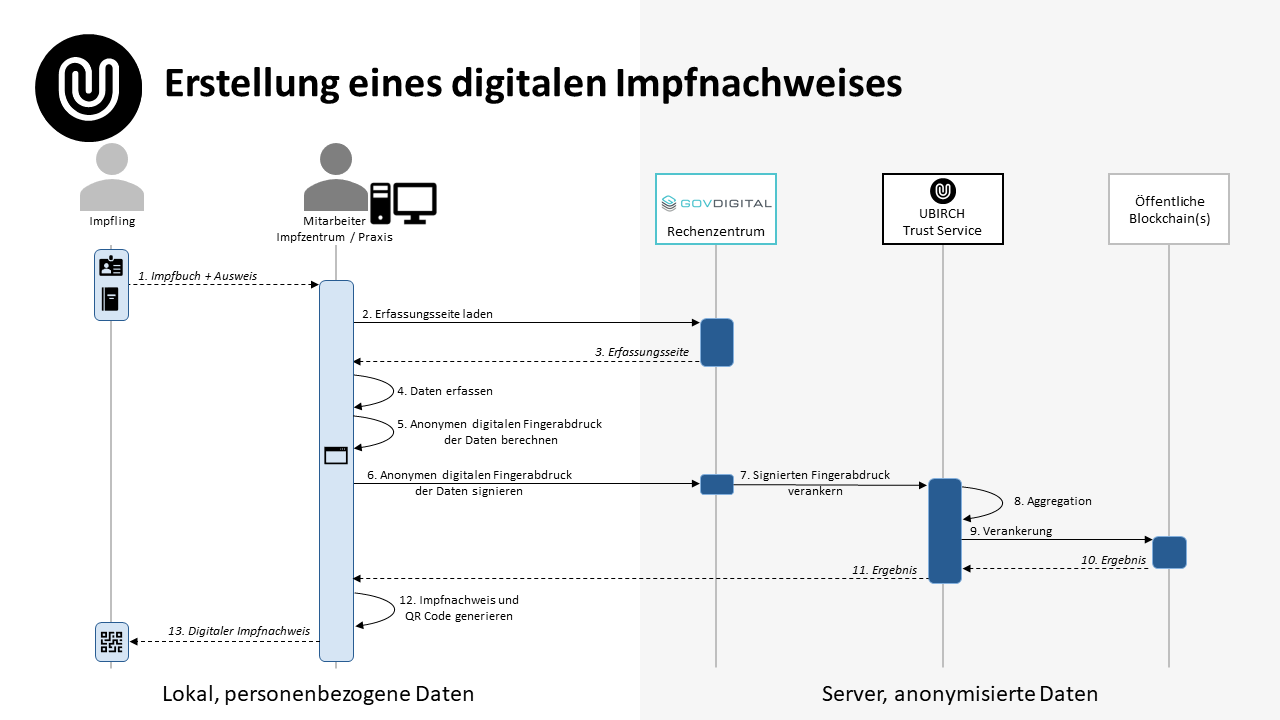 Erstellung eines digitalen Impfnachweises
Impfling
Mitarbeiter
Impfzentrum / Praxis
GOVDIGITAL
Rechenzentrum
UBIRCH
Trust Service
Öffentliche
Blockchain(s)
1. Impfbuch + Ausweis
2. Erfassungsseite laden
3. Erfassungsseite
4. Daten erfassen
5. Anonymen digitalen Fingerabdruck
der Daten berechnen
6. Anonymen digitalen Fingerabdruck
der Daten signieren
7. Signierten Fingerabdruck
verankern
8. Aggregation
9. Verankerung
10. Ergebnis
11. Ergebnis
12. Impfnachweis und
QR Code generieren
13. Digitaler Impfnachweis
Lokal, personenbezogene Daten
Server, anonymisierte Daten